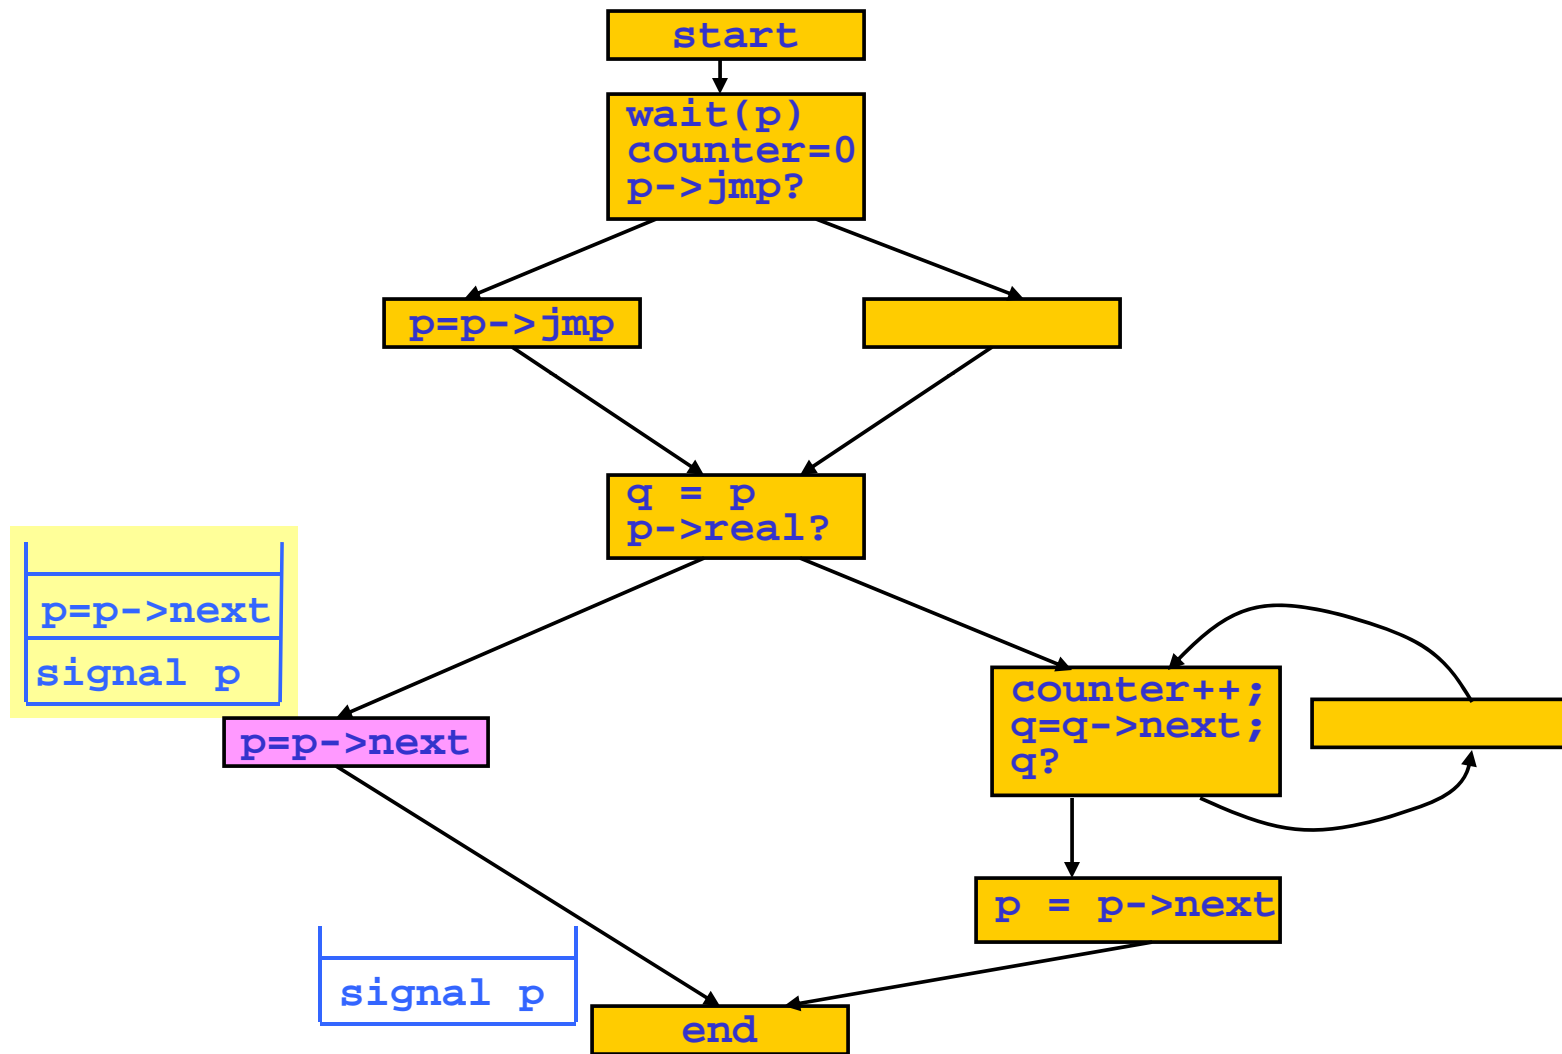 start
wait(p)
counter=0
p->jmp?
p=p->jmp
q = p
p->real?
p=p->next
signal p
p=p->next
counter++;
q=q->next;
q?
p = p->next
signal p
end